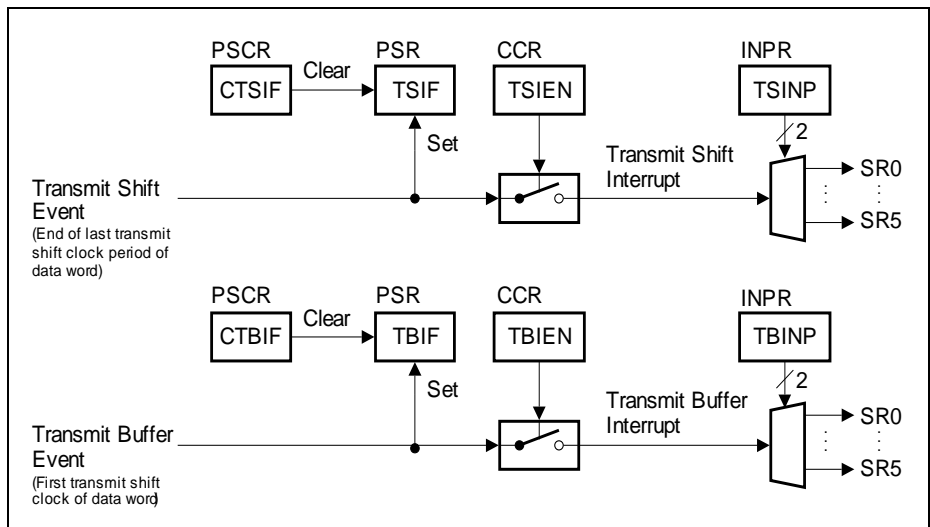 PSCR PSR CCR INPR
CTSIF Clear TSIF TSIEN TSINP
Set
2
Transmit Shift
Interrupt
SR0
SR5
Transmit Shift
Event
(End of last transmit
shift clock period of
data word)
PSCR PSR CCR INPR
CTBIF Clear TBIF TBIEN TBINP
Set
2
Transmit Buffer
Interrupt
SR0
SR5
Transmit Buffer
Event
(First transmit shift
clock of data word)